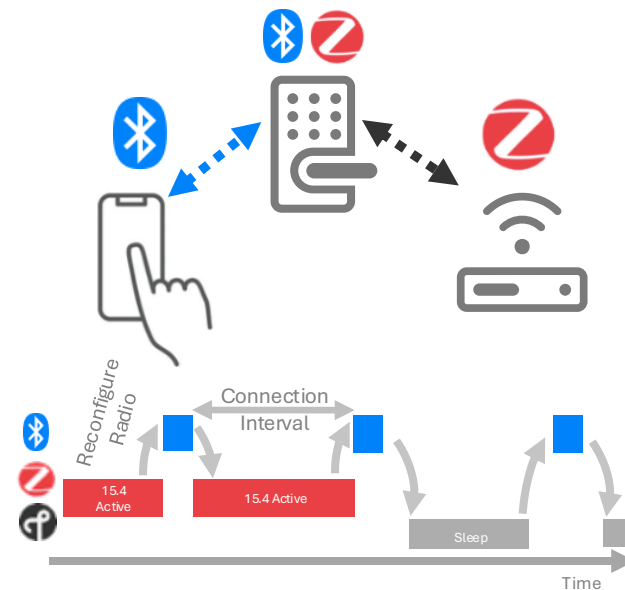 Reconfigure
Radio
Connection
Interval
15.4
Active
15.4 Active
Sleep
Time